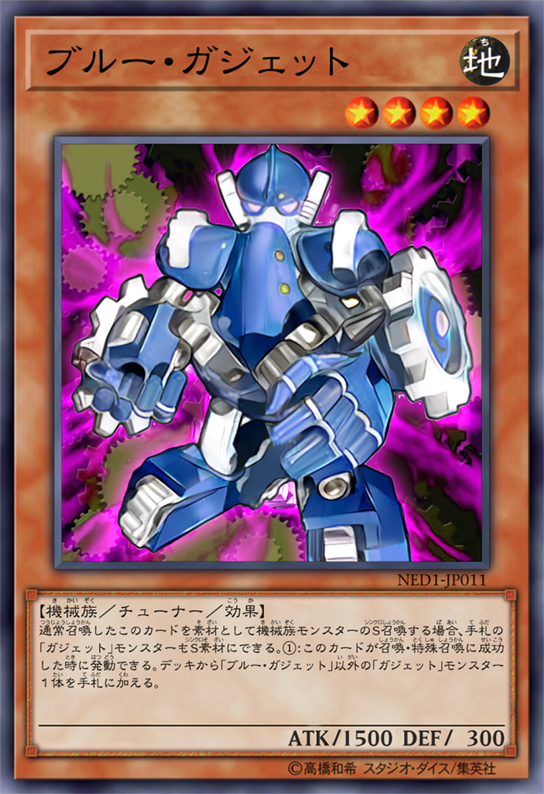 ブルー・ガジェット
地
NED1-JP011
【機械族／チューナー／効果】
通常召喚したこのカードを素材として機械族モンスターのS召喚する場合、手札の
「ガジェット」モンスターもS素材にできる。①:このカードが召喚・特殊召喚に成功
した時に発動できる。デッキから「ブルー・ガジェット」以外の「ガジェット」モンスター
1体を手札に加える。
ATK/1500 DEF/ 300
©高橋和希 スタジオ・ダイス/集英社